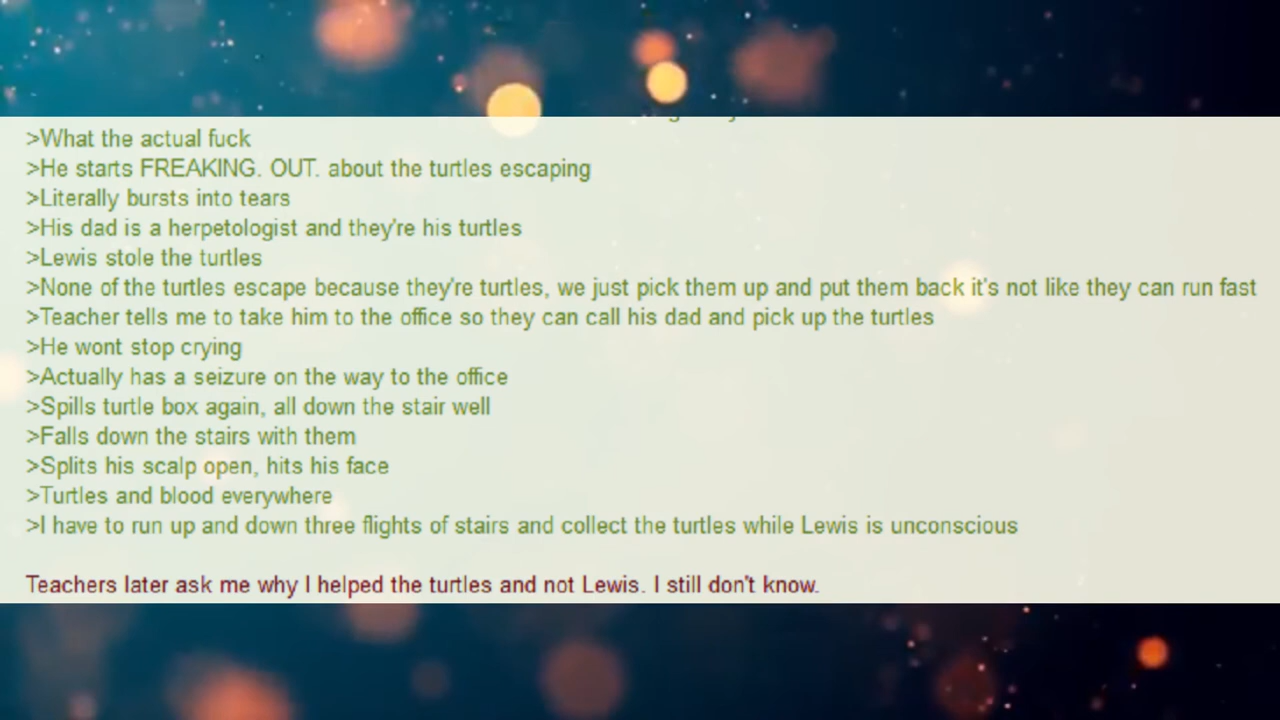 >What the actual fuck
>He starts FREAKING. OUT. about the turtles escaping
>Literally bursts into tears
>His dad is a herpetologist and they're his turtles
>Lewis stole the turtles
>None of the turtles escape because they're turtles, we just pick them up and put them back it's not like they can run fast
>Teacher tells me to take him to the office so they can call his dad and pick up the turtles
>He wont stop crying
>Actually has a seizure on the way to the office
>Spills turtle box again, all down the stair well
>Falls down the stairs with them
>Splits his scalp open, hits his face
>Turtles and blood everywhere
>I have to run up and down three flights of stairs and collect the turtles while Lewis is unconscious
Teachers later ask me why I helped the turtles and not Lewis. I still don't know.